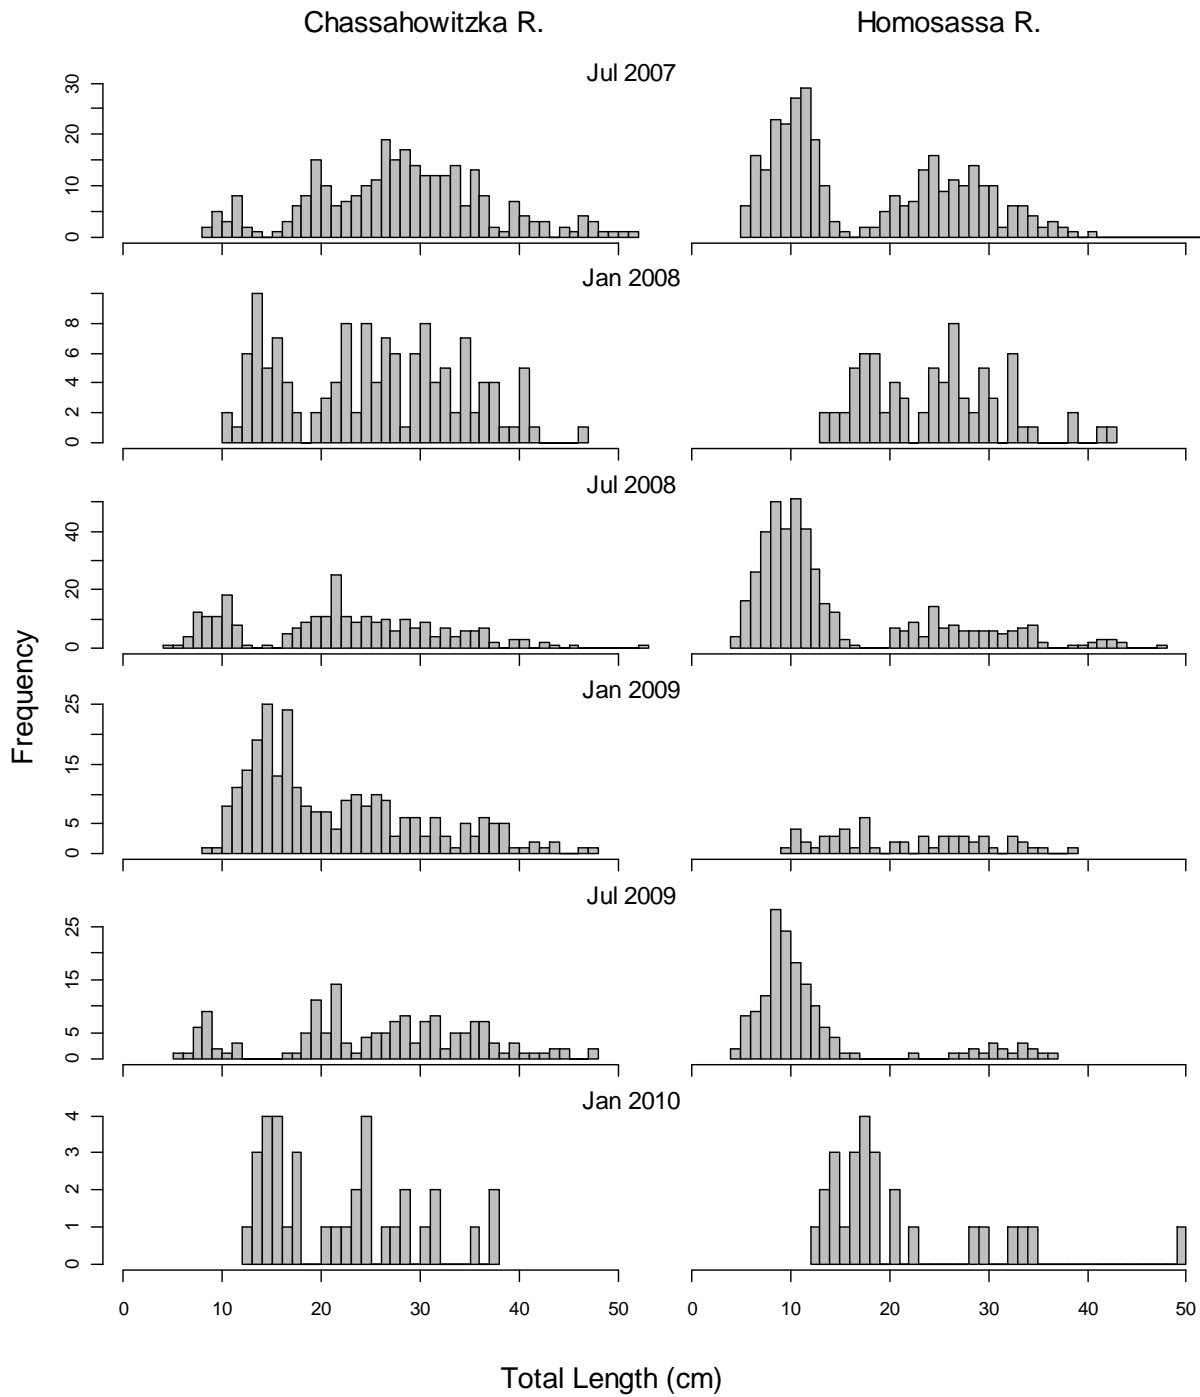 Chassahowitzka R. Homosassa R.
Jul 2007
0 10 20 30
Jan 2008
0 2 4 6 8
Jul 2008
0 20 40
Jan 2009
0 5 15 25
Jul 2009
0 5 15 25
Jan 2010
0 1 2 3 4
0 10 20 30 40 50 0 10 20 30 40 50
Frequency
Total Length (cm)